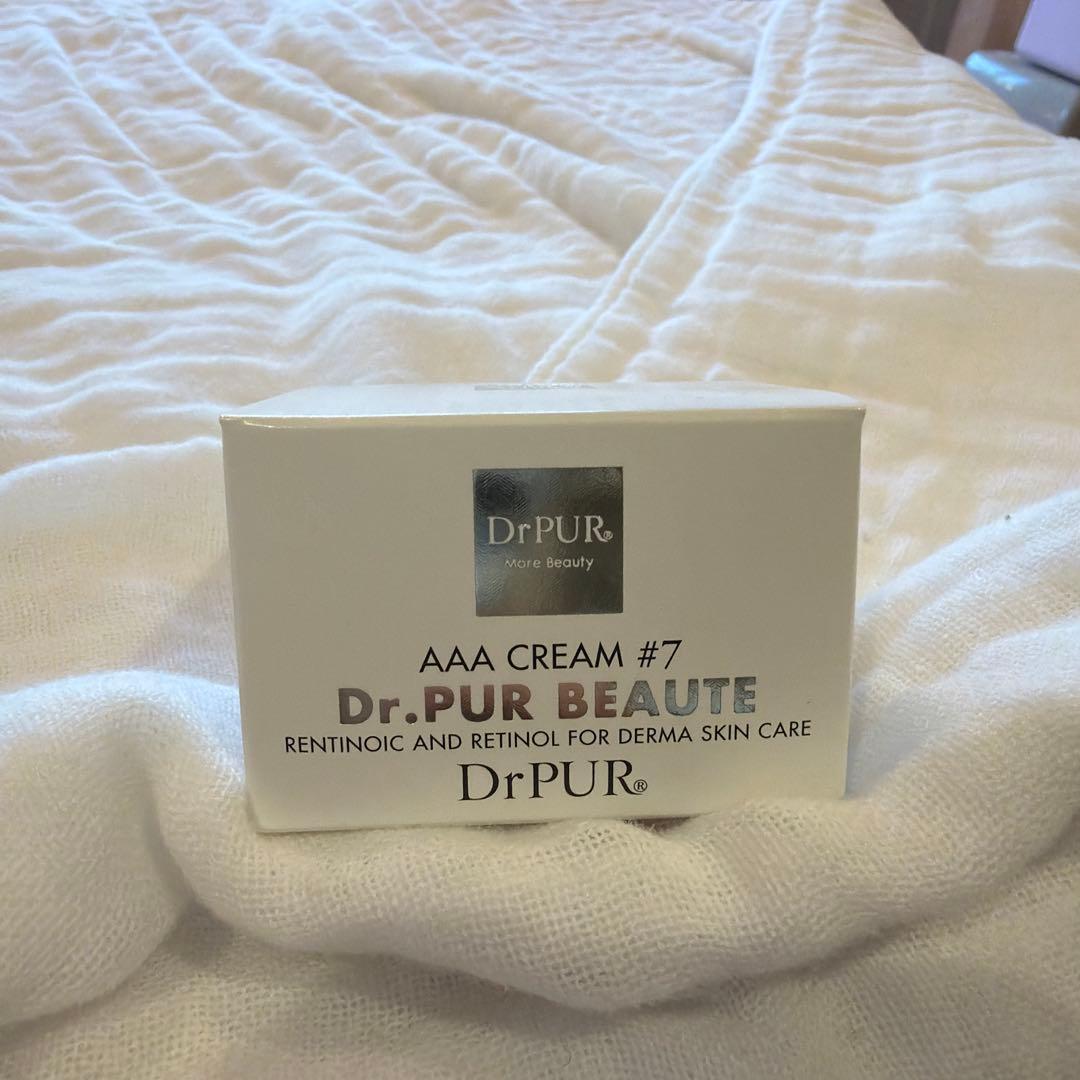 DrPUR®
More Beauty
AAA CREAM #7
Dr.PUR BEAUTE
RENTINOIC AND RETINOL FOR DERMA SKIN CARE
DrPUR®